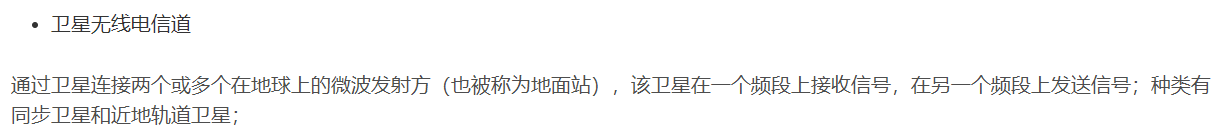 • 卫星无线电信道
通过卫星连接两个或多个在地球上的微波发射方（也被称为地面站），该卫星在一个频段上接收信号，在另一个频段上发送信号；种类有
同步卫星和近地轨道卫星；